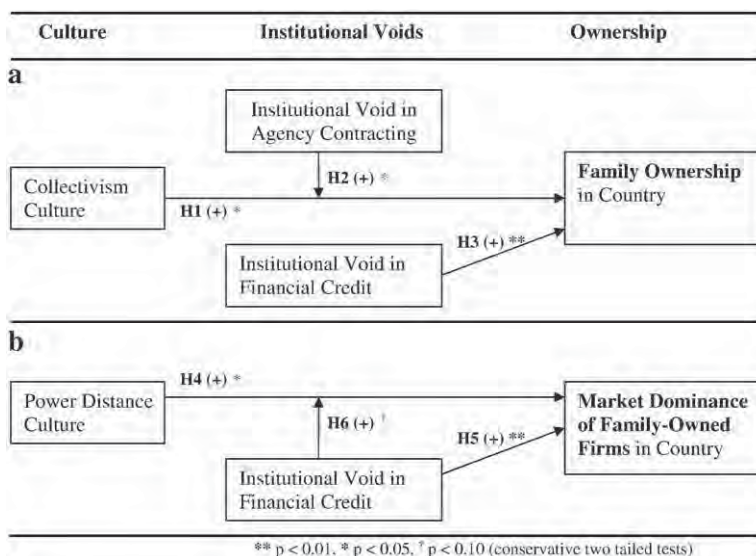 Culture Institutional Voids Ownership
a
Institutional Void in
Agency Contracting
H2 (+) *
Family Ownership
in Country
Collectivism
Culture
H1 (+) *
H3 (+) **
Institutional Void in
Financial Credit
b
H4 (+) *
Power Distance
Culture
Market Dominance
of Family-Owned
Firms in Country
H6 (+) †
H5 (+) **
Institutional Void in
Financial Credit
** p < 0.01, * p < 0.05, † p < 0.10 (conservative two tailed tests)